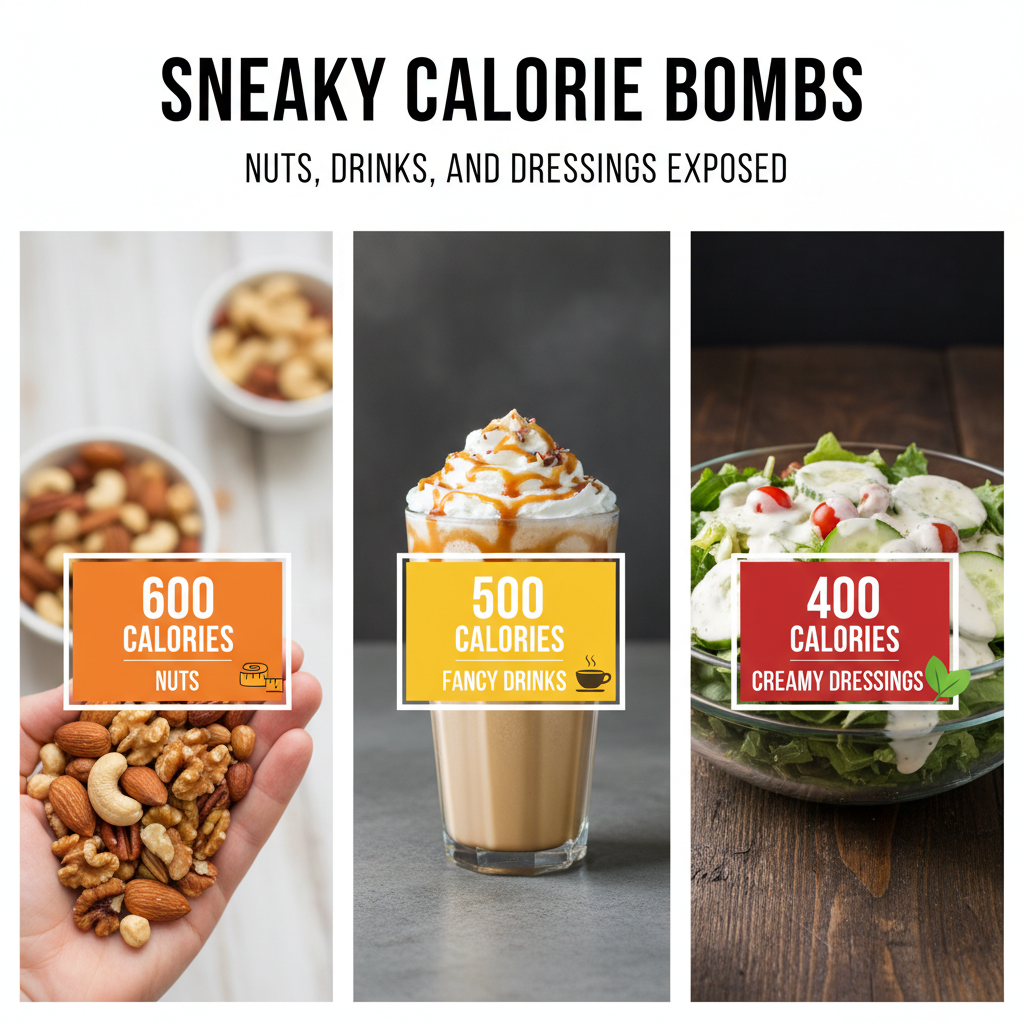 SNEAKY CALORIE BOMBS
NUTS, DRINKS, AND DRESSINGS EXPOSED
600
CALORIES
NUTS
500
CALORIES
FANCY DRINKS
400
CALORIES
CREAMY DRESSINGS